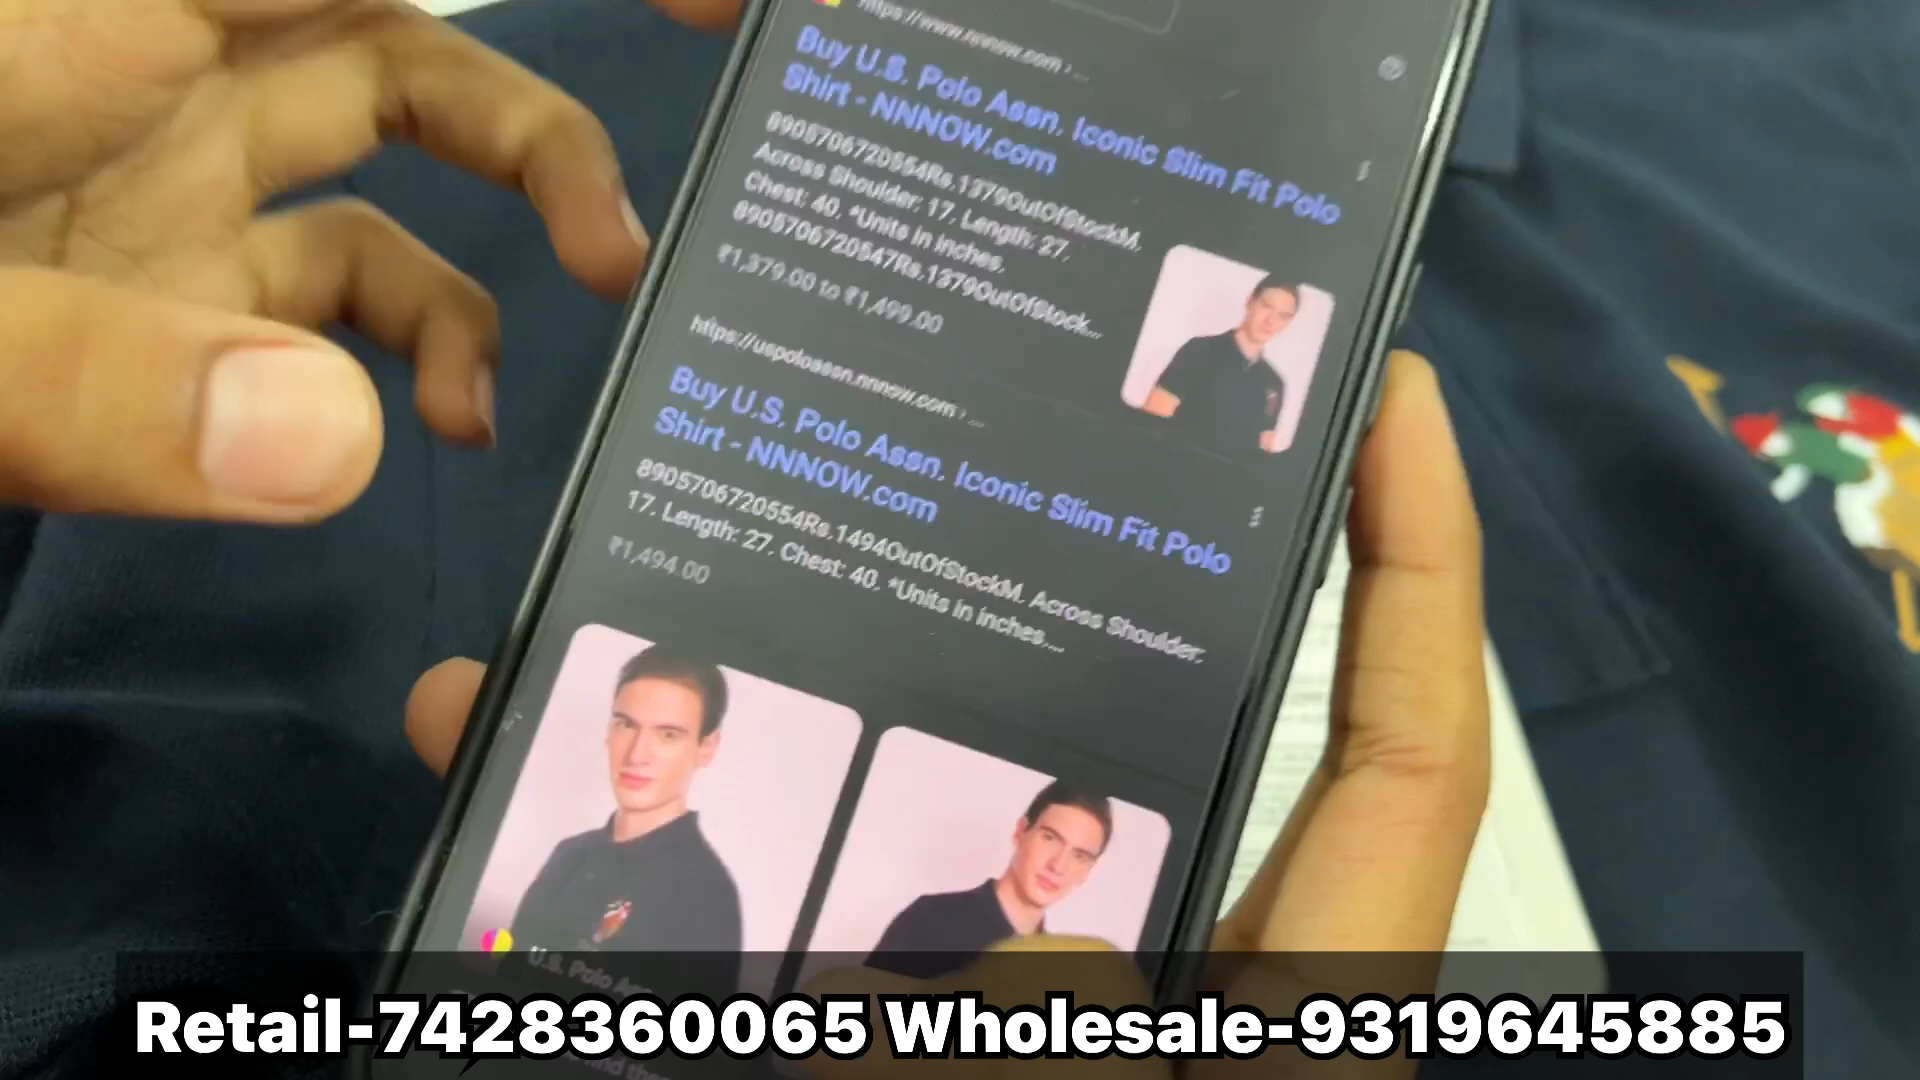 https://www.nnnow.com › ...
Buy U.S. Polo Assn. Iconic Slim Fit Polo
Shirt - NNNOW.com
8905706720554Rs.1379OutOfStockM,
Across Shoulder: 17, Length: 27,
Chest: 40, *Units in inches.
8905706720547Rs.1379OutOfStock...
₹1,379.00 to ₹1,499.00
https://uspoloassn.nnnow.com › ...
Buy U.S. Polo Assn. Iconic Slim Fit Polo
Shirt - NNNOW.com
8905706720554Rs.1494OutOfStockM, Across Shoulder:
17, Length: 27, Chest: 40, *Units in inches....
₹1,494.00
U.S. Polo
Retail-7428360065 Wholesale-9319645885